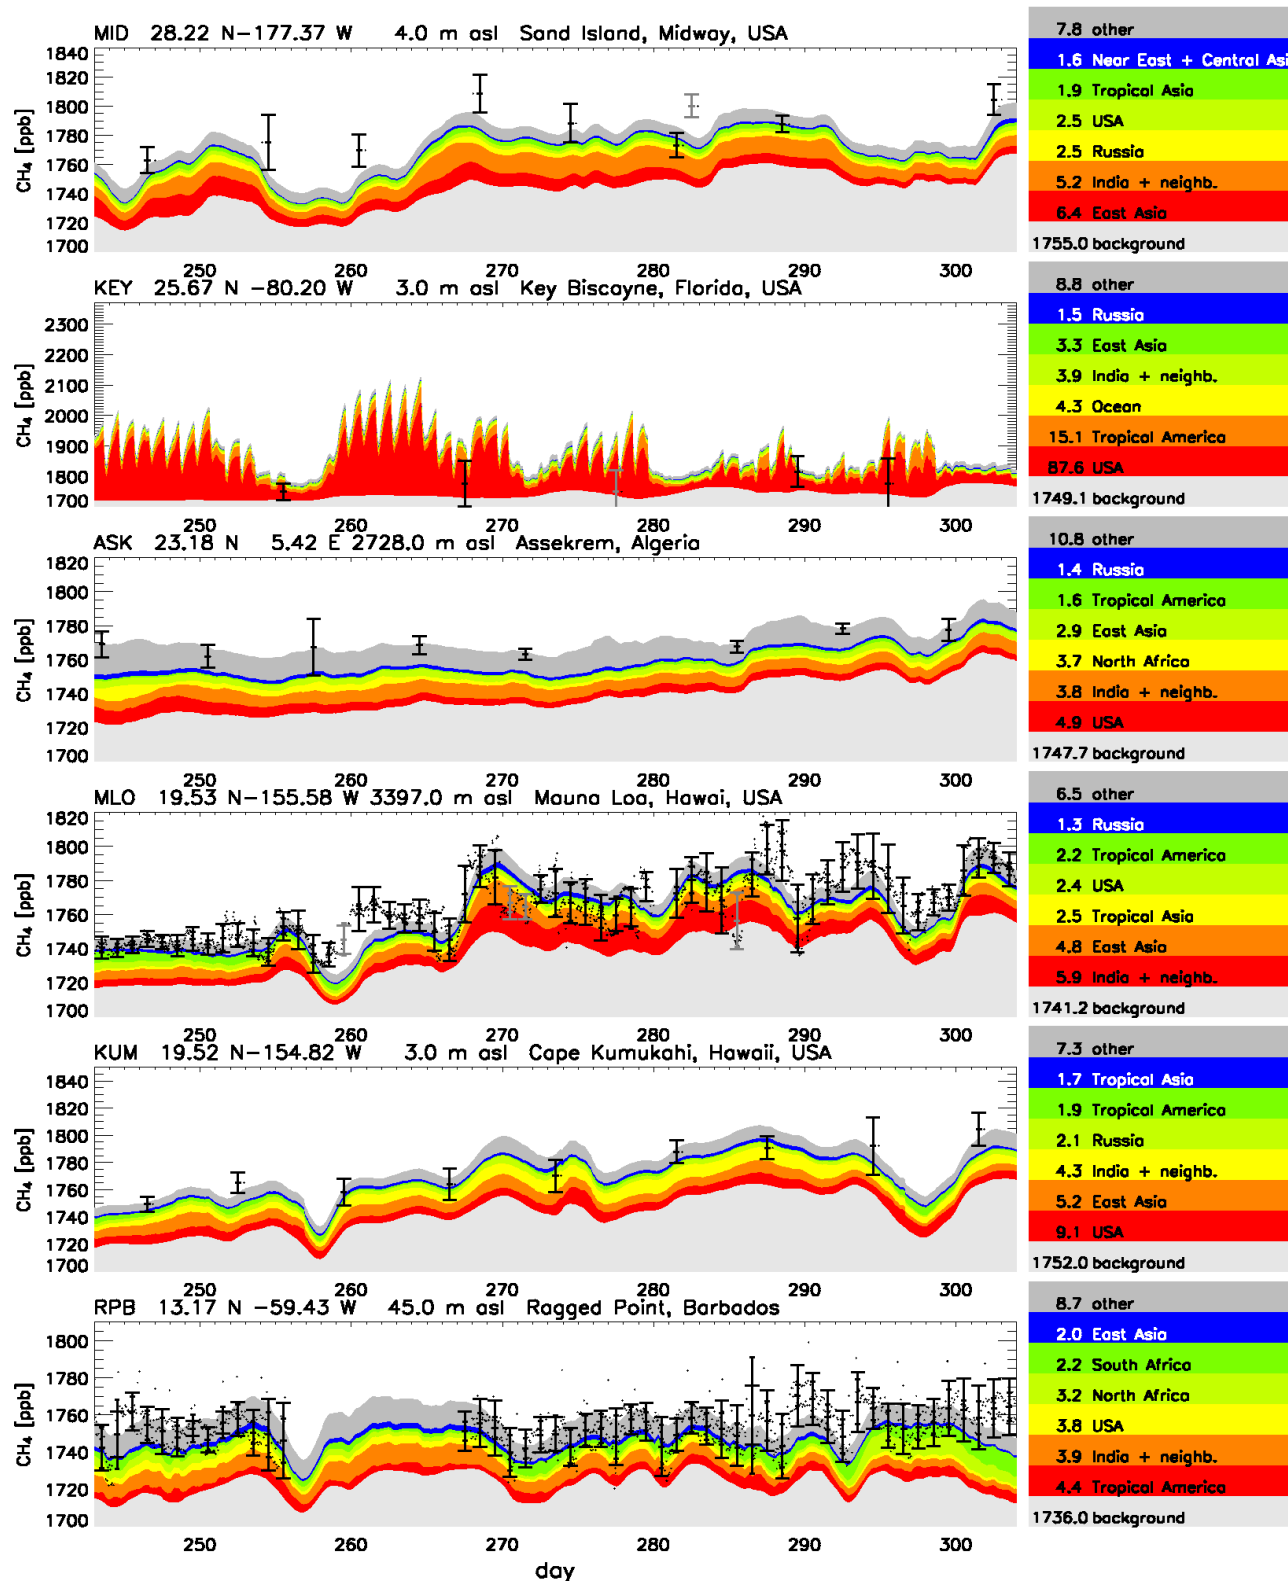 MID 28.22 N-177.37 W 4.0 m asl Sand Island, Midway, USA
CH4 [ppb]
1840
1820
1800
1780
1760
1740
1720
1700
250 260 270 280 290 300
7.8 other
1.6 Near East + Central Asi
1.9 Tropical Asia
2.5 USA
2.5 Russia
5.2 India + neighb.
6.4 East Asia
1755.0 background
KEY 25.67 N -80.20 W 3.0 m asl Key Biscayne, Florida, USA
CH4 [ppb]
2300
2200
2100
2000
1900
1800
1700
250 260 270 280 290 300
8.8 other
1.5 Russia
3.3 East Asia
3.9 India + neighb.
4.3 Ocean
15.1 Tropical America
87.6 USA
1749.1 background
ASK 23.18 N 5.42 E 2728.0 m asl Assekrem, Algeria
CH4 [ppb]
1820
1800
1780
1760
1740
1720
1700
250 260 270 280 290 300
10.8 other
1.4 Russia
1.6 Tropical America
2.9 East Asia
3.7 North Africa
3.8 India + neighb.
4.9 USA
1747.7 background
MLO 19.53 N-155.58 W 3397.0 m asl Mauna Loa, Hawai, USA
CH4 [ppb]
1820
1800
1780
1760
1740
1720
1700
250 260 270 280 290 300
6.5 other
1.3 Russia
2.2 Tropical America
2.4 USA
2.5 Tropical Asia
4.8 East Asia
5.9 India + neighb.
1741.2 background
KUM 19.52 N-154.82 W 3.0 m asl Cape Kumukahi, Hawaii, USA
CH4 [ppb]
1840
1820
1800
1780
1760
1740
1720
1700
250 260 270 280 290 300
7.3 other
1.7 Tropical Asia
1.9 Tropical America
2.1 Russia
4.3 India + neighb.
5.2 East Asia
9.1 USA
1752.0 background
RPB 13.17 N -59.43 W 45.0 m asl Ragged Point, Barbados
CH4 [ppb]
1800
1780
1760
1740
1720
1700
250 260 270 280 290 300
day
8.7 other
2.0 East Asia
2.2 South Africa
3.2 North Africa
3.8 USA
3.9 India + neighb.
4.4 Tropical America
1736.0 background